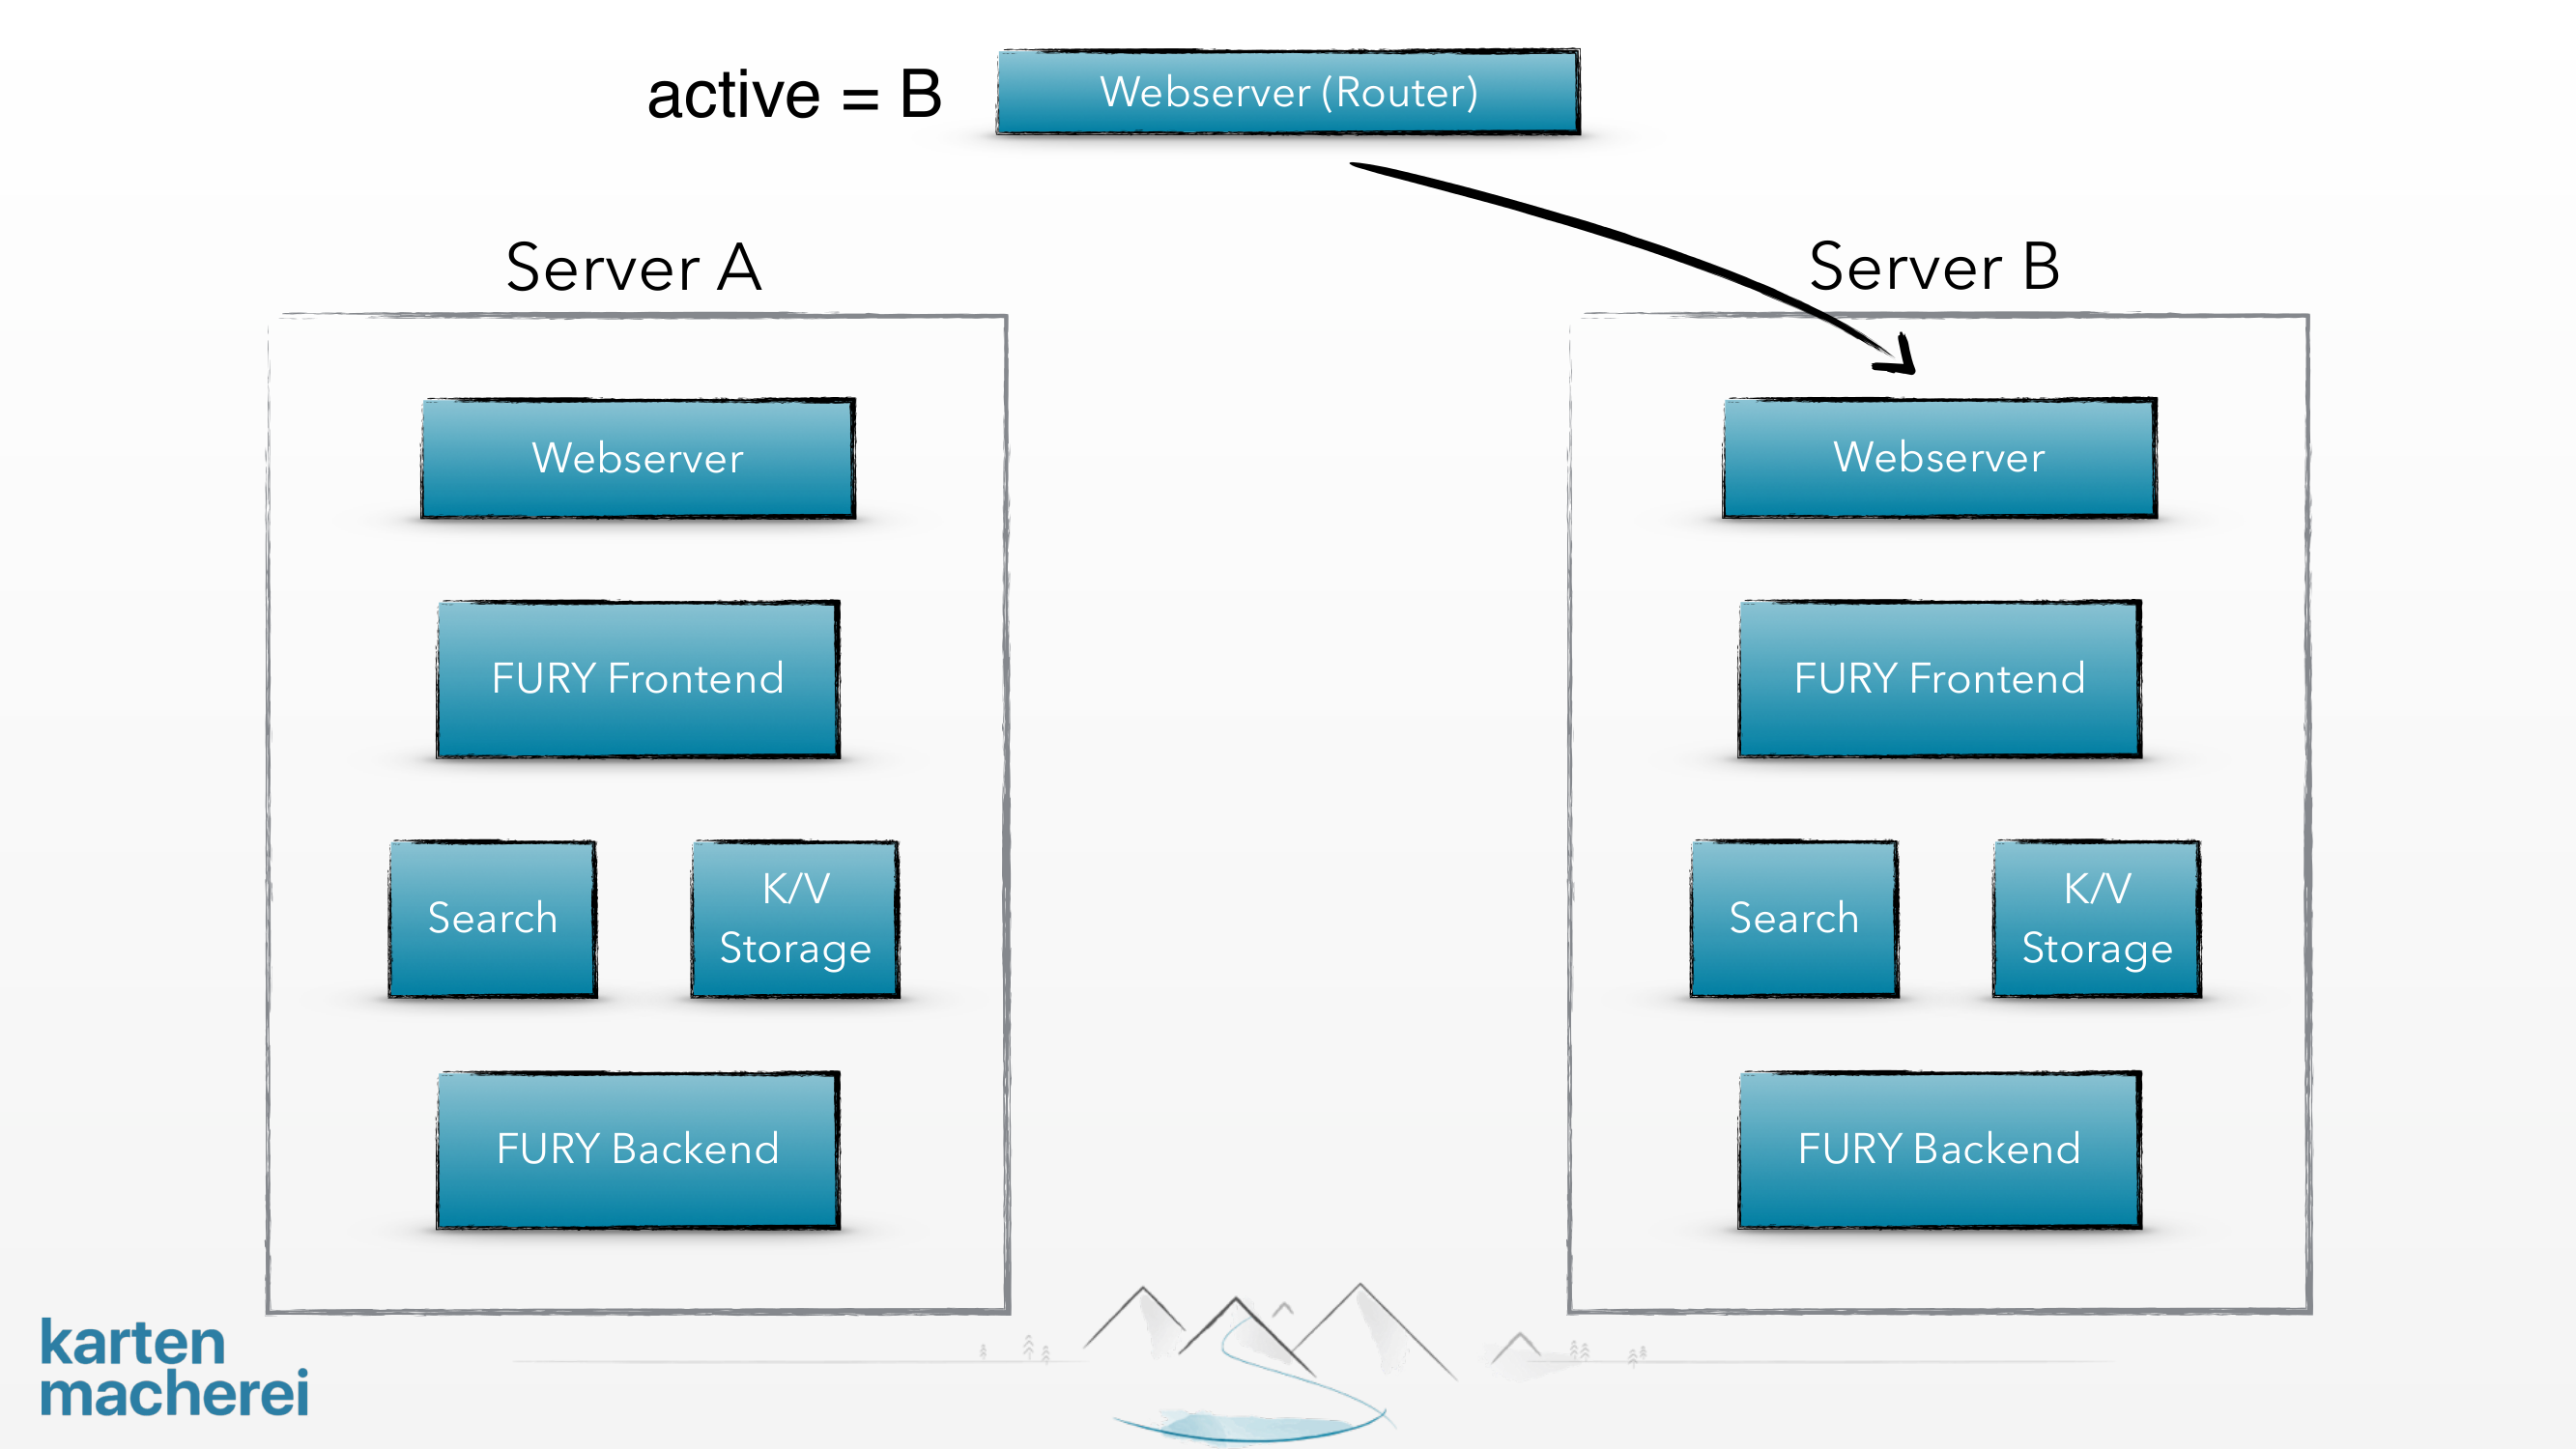 active = B
Webserver (Router)
Server A
Server B
Webserver
Webserver
FURY Frontend
FURY Frontend
Search
K/V
Storage
Search
K/V
Storage
FURY Backend
FURY Backend
karten
macherei